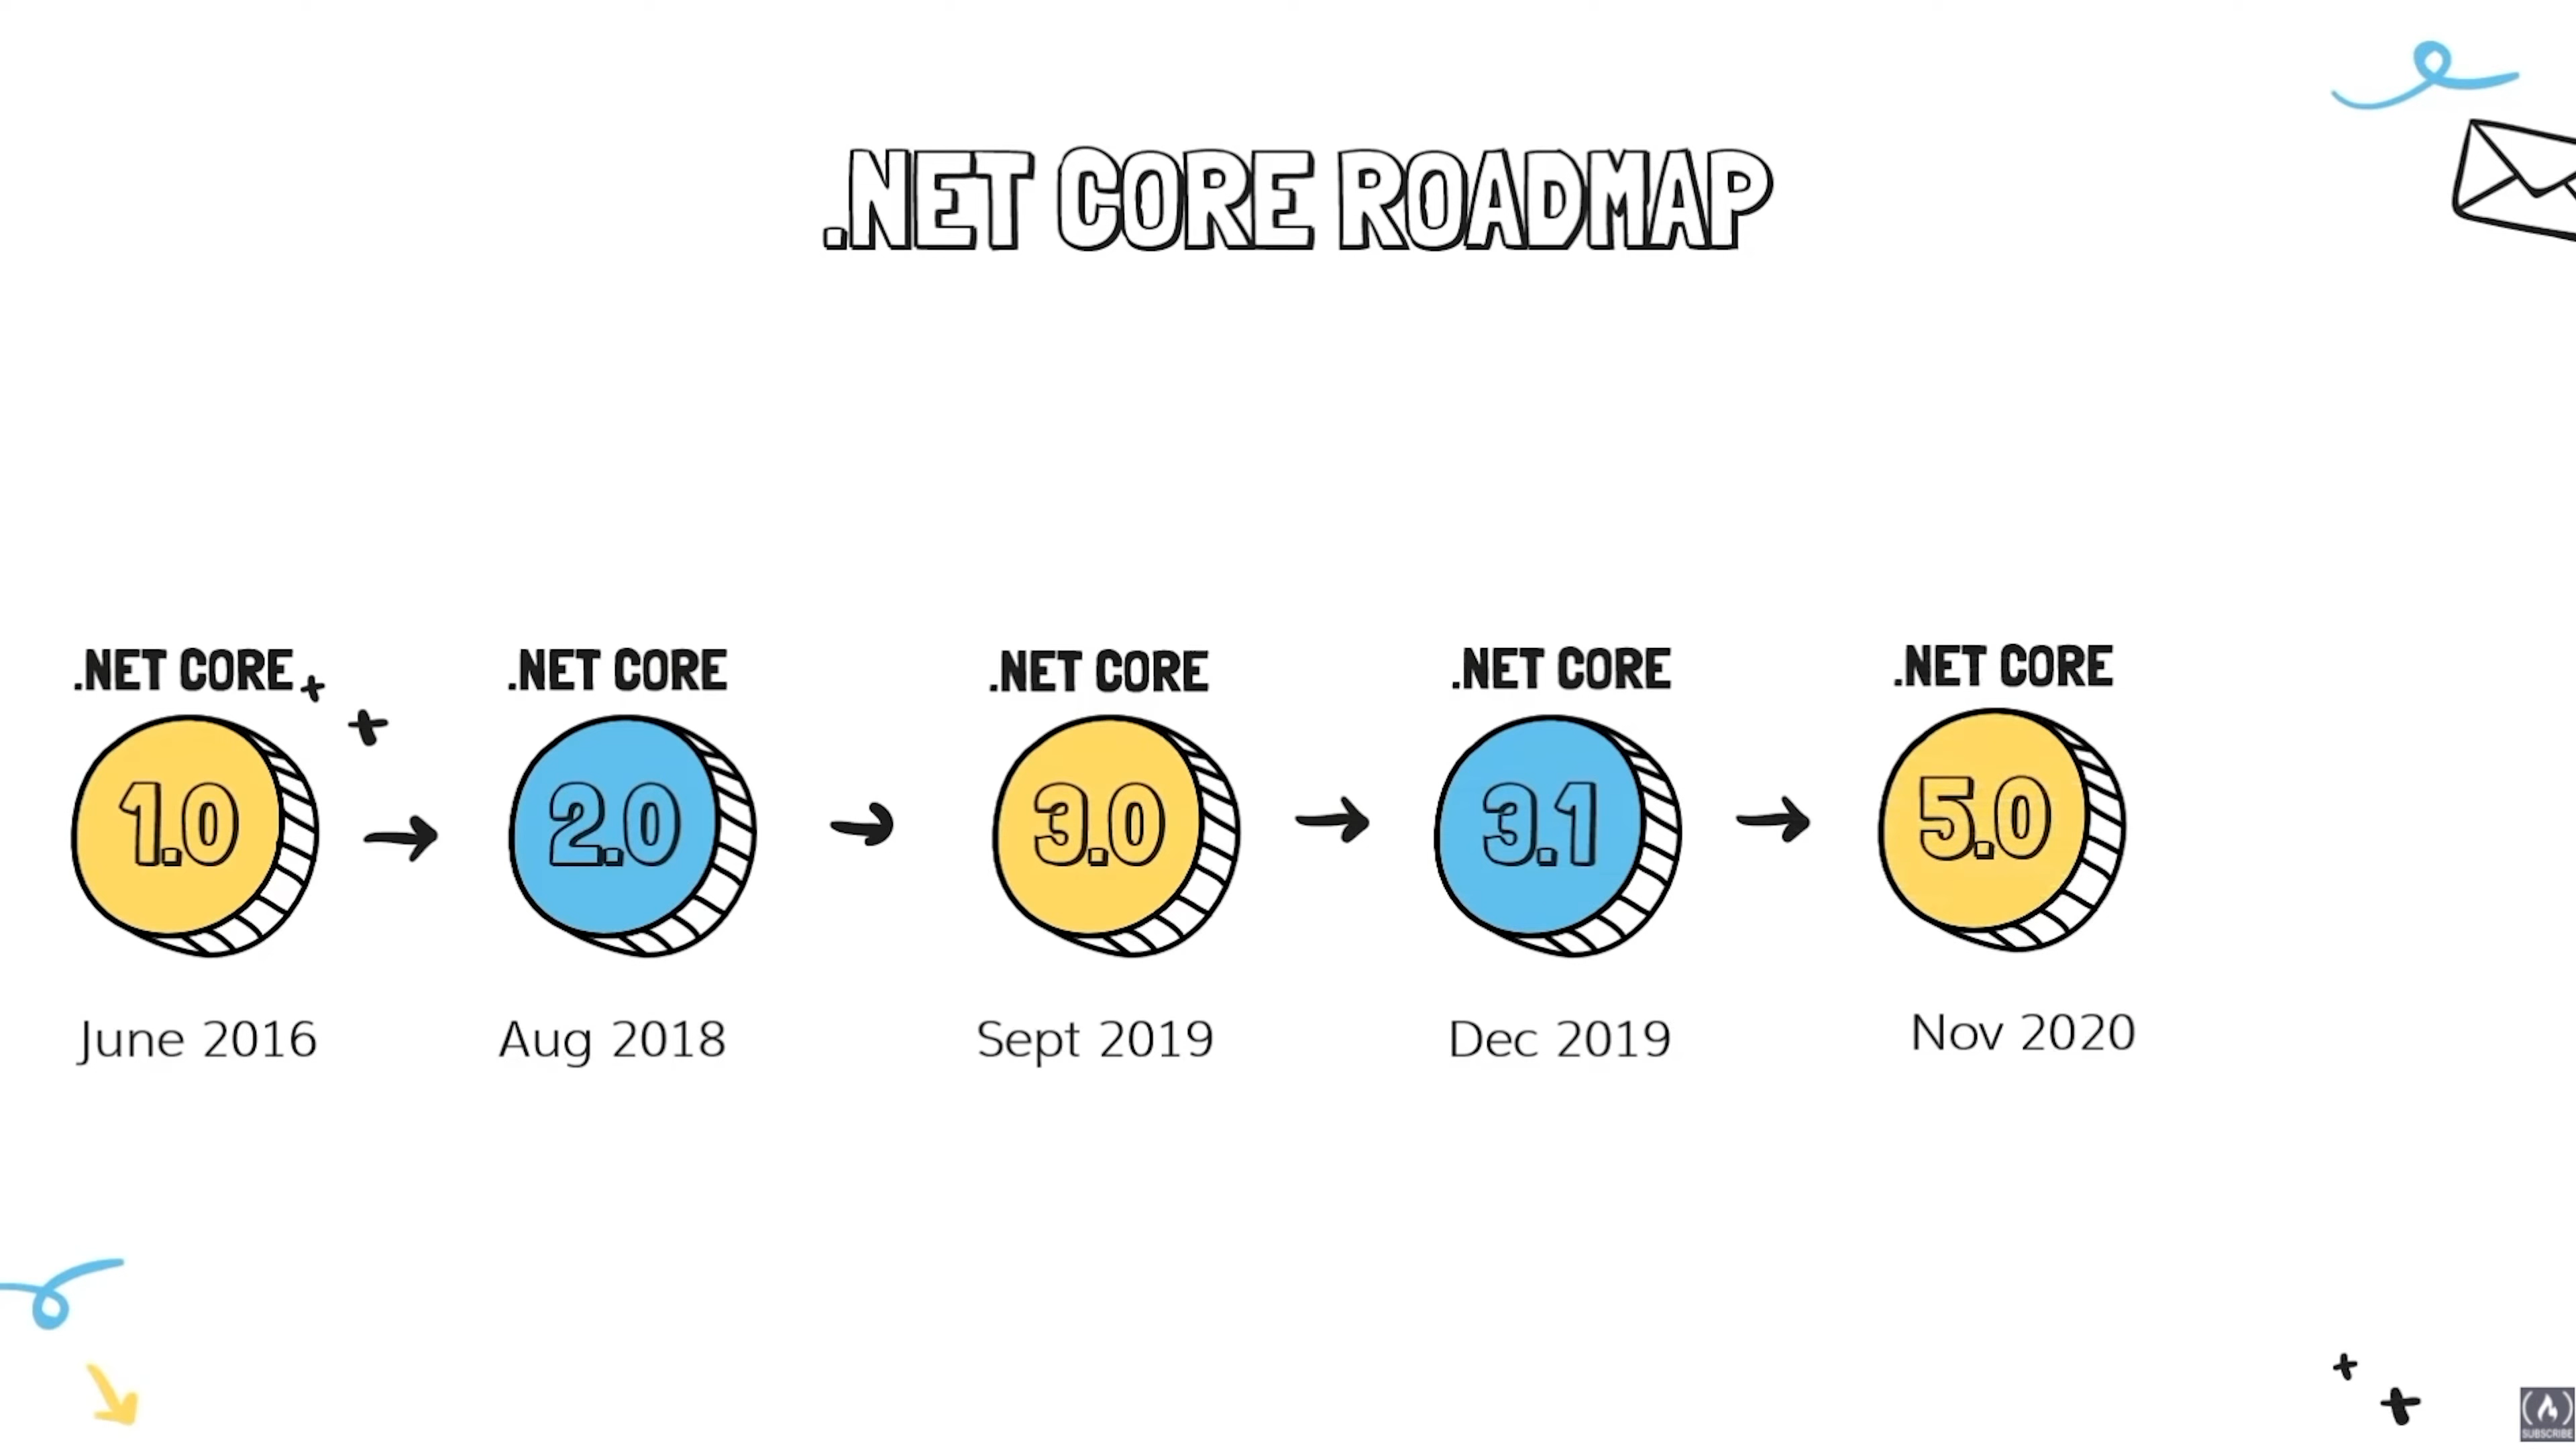 .NET CORE ROADMAP
.NET CORE
.NET CORE
.NET CORE
.NET CORE
.NET CORE
1.0
2.0
3.0
3.1
5.0
June 2016
Aug 2018
Sept 2019
Dec 2019
Nov 2020
SUBSCRIBE